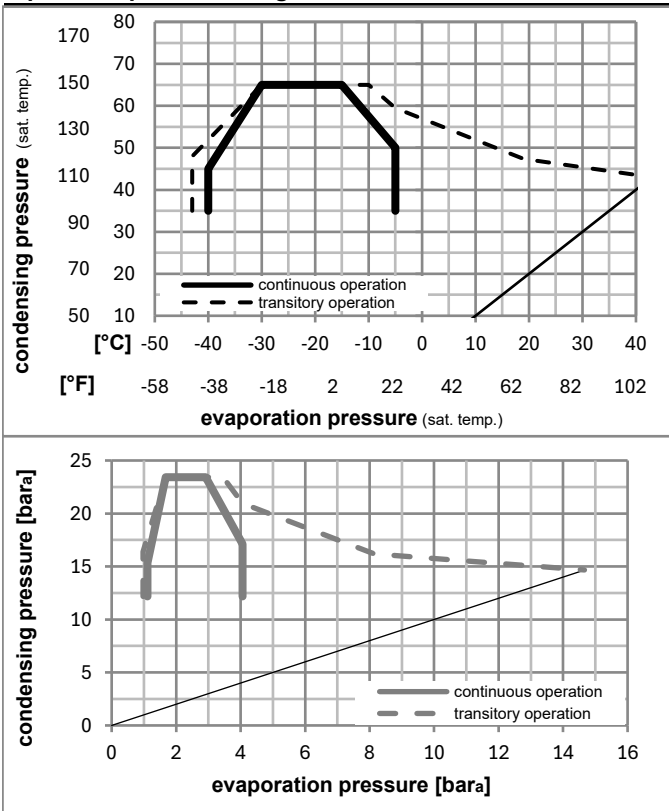 170 80
150 70
130 60
50
110 40
90 30
70 20
50 10
condensing pressure (sat. temp.)
continuous operation
transitory operation
[°C] -50 -40 -30 -20 -10 0 10 20 30 40
[°F] -58 -38 -18 2 22 42 62 82 102
evaporation pressure (sat. temp.)
condensing pressure [bara]
25
20
15
10
5
0
continuous operation
transitory operation
0 2 4 6 8 10 12 14 16
evaporation pressure [bara]